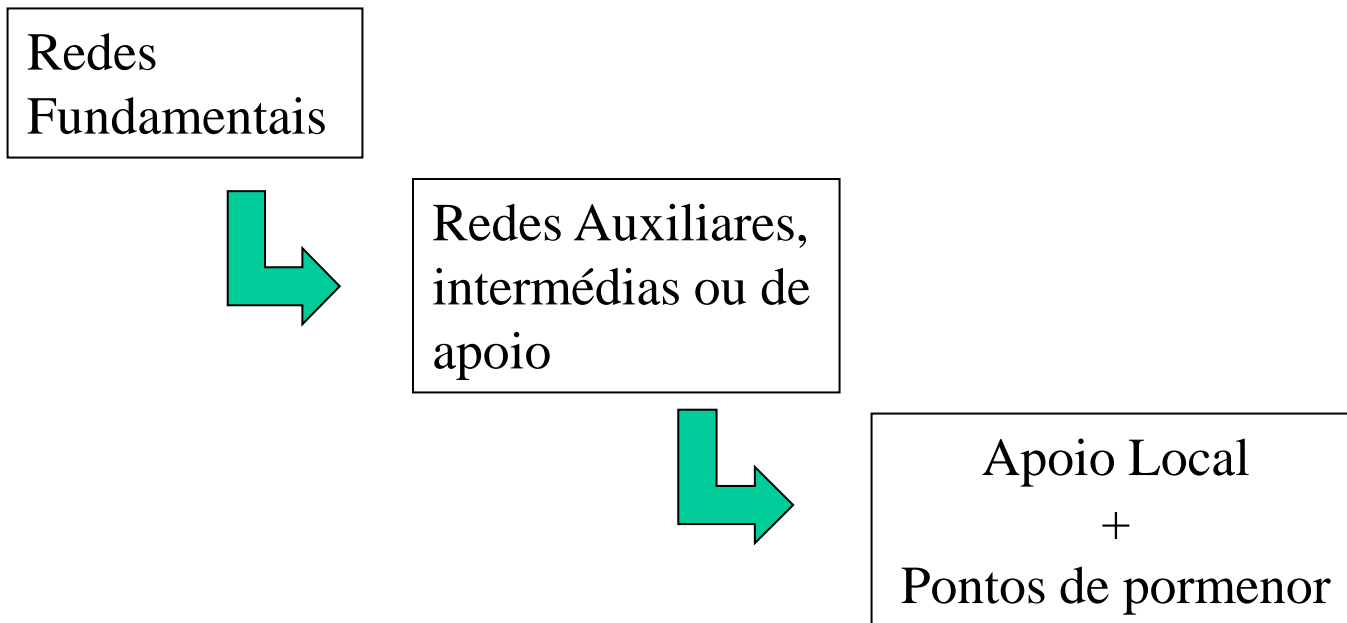 Redes
Fundamentais
Redes Auxiliares,
intermédias ou de
apoio
Apoio Local
+
Pontos de pormenor